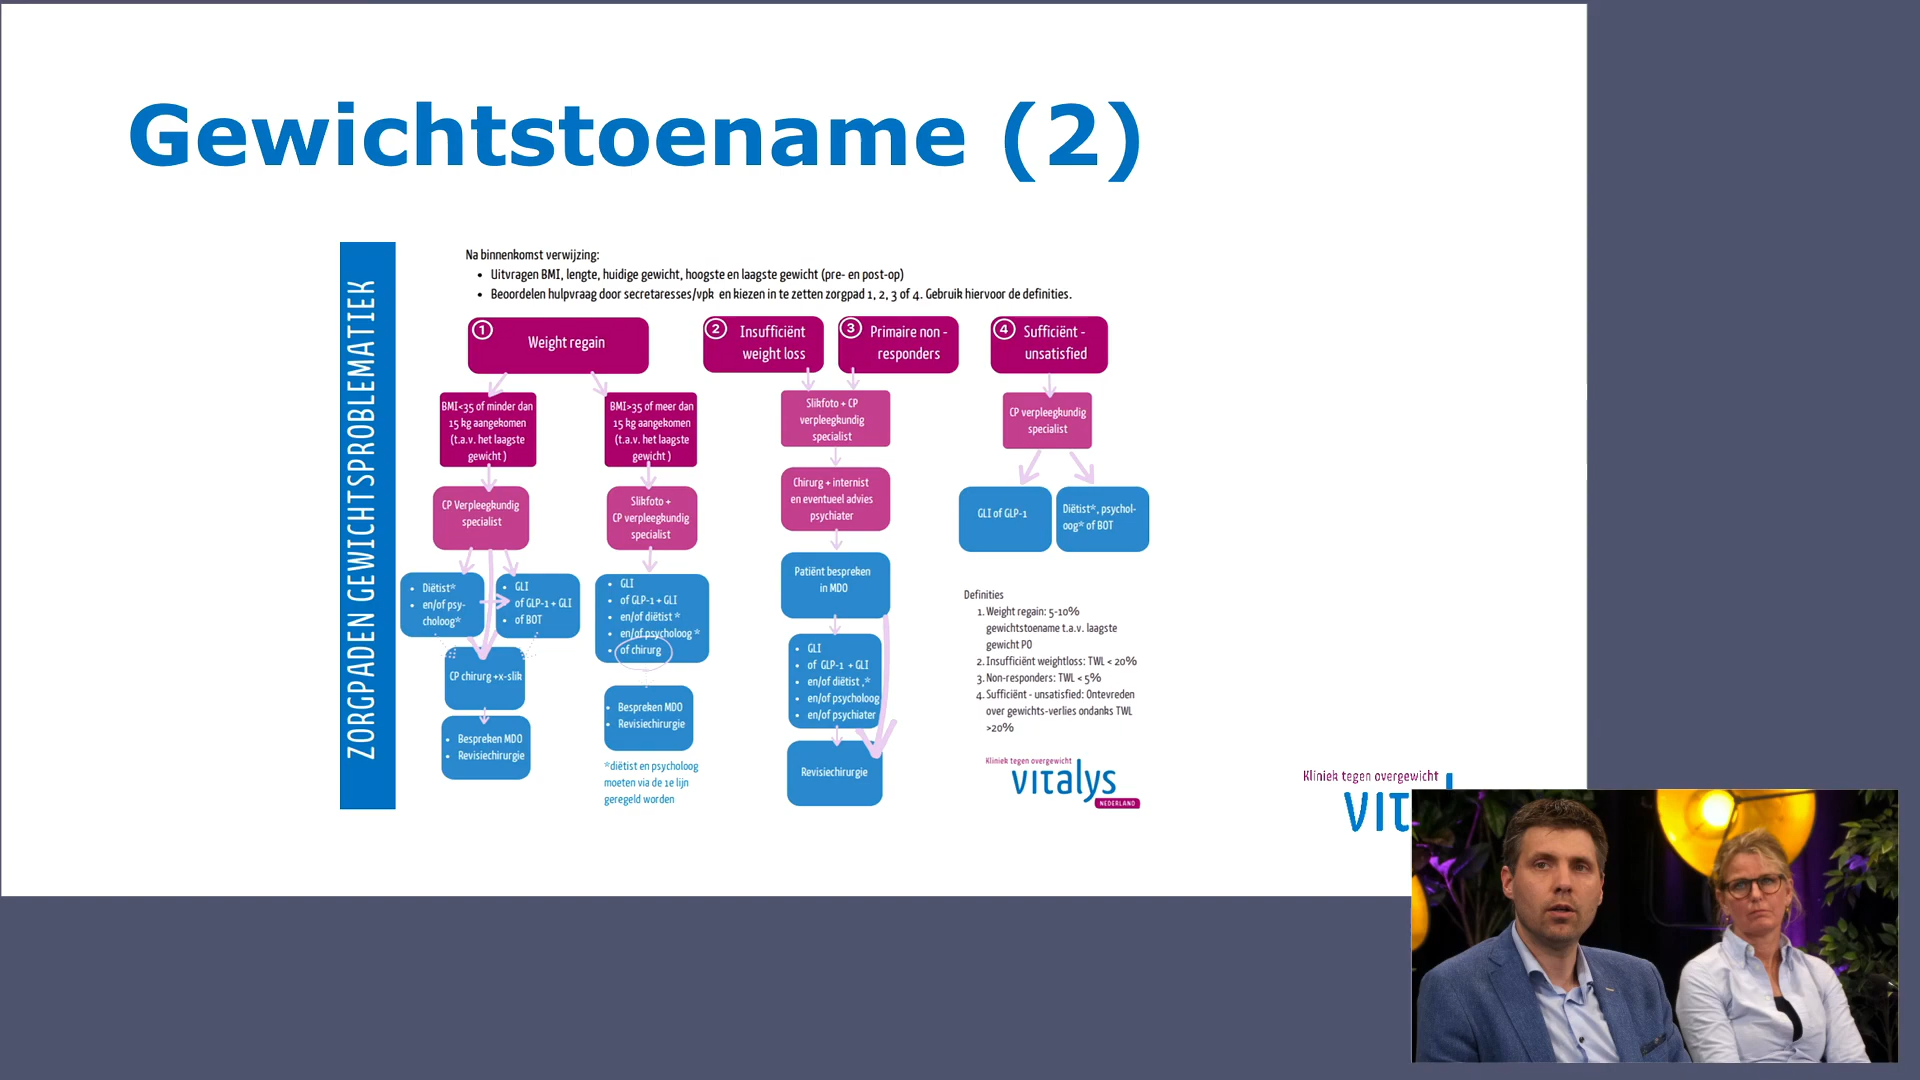 Gewichtstoename (2)
ZORGPADEN GEWICHTSPROBLEMATIEK
Na binnenkomst verwijzing:
• Uitvragen BMI, lengte, huidige gewicht, hoogste en laagste gewicht (pre- en post-op)
• Beoordelen hulpvraag door secretaresses/vpk en kiezen in te zetten zorgpad 1, 2, 3 of 4. Gebruik hiervoor de definities.
1
Weight regain
2
Insufficiënt
weight loss
3
Primaire non -
responders
4
Sufficiënt -
unsatisfied
BMI<35 of minder dan
15 kg aangekomen
(t.a.v. het laagste
gewicht )
BMI>35 of meer dan
15 kg aangekomen
(t.a.v. het laagste
gewicht )
Slikfoto + CP
verpleegkundig
specialist
CP verpleegkundig
specialist
CP Verpleegkundig
specialist
Slikfoto +
CP verpleegkundig
specialist
Chirurg + internist
en eventueel advies
psychiater
GLI of GLP-1
Diëtist*, psychol-
oog* of BOT
• Diëtist*
• en/of psy-
choloog*
• GLI
of GLP-1 + GLI
• of BOT
• GLI
• of GLP-1 + GLI
• en/of diëtist *
• en/of psycholoog *
• of chirurg
Patiënt bespreken
in MDO
CP chirurg +x-slik
• Bespreken MDO
• Revisiechirurgie
• Bespreken MDO
• Revisiechirurgie
• GLI
• of GLP-1 + GLI
• en/of diëtist ,*
• en/of psycholoog
• en/of psychiater
Revisiechirurgie
*diëtist en psycholoog
moeten via de 1e lijn
geregeld worden
Definities
1. Weight regain: 5-10%
gewichtstoename t.a.v. laagste
gewicht PO
2. Insufficiënt weightloss: TWL < 20%
3. Non-responders: TWL < 5%
4. Sufficiënt - unsatisfied: Ontevreden
over gewichts-verlies ondanks TWL
>20%
Kliniek tegen overgewicht
vitalys
NEDERLAND
Kliniek tegen overgewicht
vit